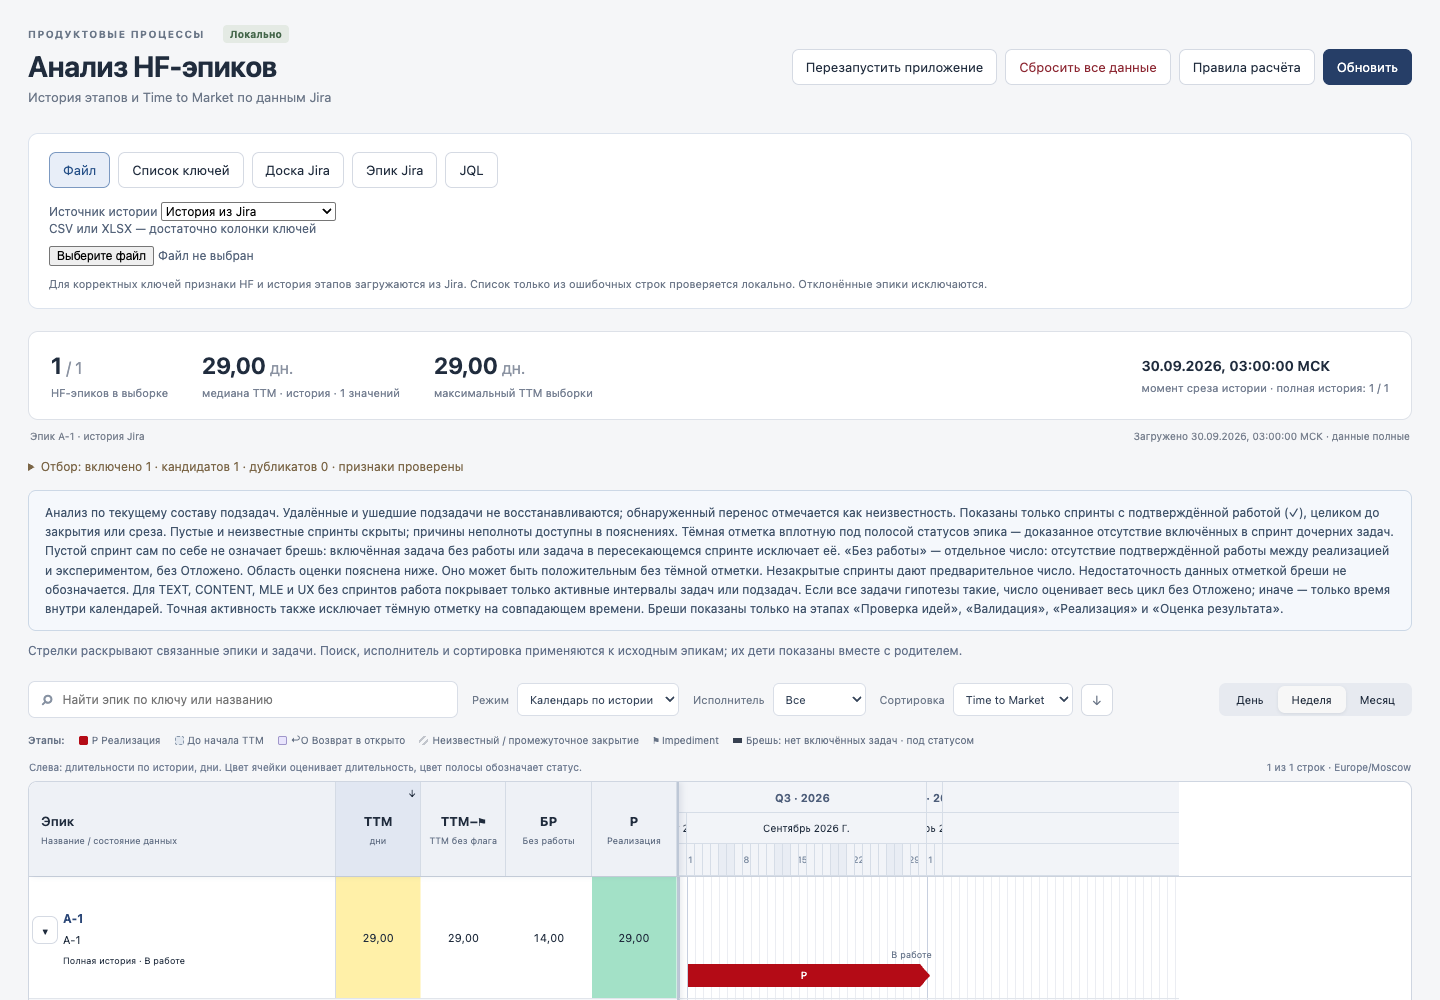 ПРОДУКТОВЫЕ ПРОЦЕССЫ Локально
Анализ HF-эпиков
История этапов и Time to Market по данным Jira
Перезапустить приложение Сбросить все данные Правила расчёта Обновить
Файл Список ключей Доска Jira Эпик Jira JQL
Источник истории История из Jira
CSV или XLSX — достаточно колонки ключей
Выберите файл Файл не выбран
Для корректных ключей признаки HF и история этапов загружаются из Jira. Список только из ошибочных строк проверяется локально. Отклонённые эпики исключаются.
1 / 1
HF-эпиков в выборке
29,00 дн.
медиана ТТМ · история · 1 значений
29,00 дн.
максимальный ТТМ выборки
30.09.2026, 03:00:00 МСК
момент среза истории · полная история: 1 / 1
Эпик А-1 · история Jira
Загружено 30.09.2026, 03:00:00 МСК · данные полные
Отбор: включено 1 · кандидатов 1 · дубликатов 0 · признаки проверены
Анализ по текущему составу подзадач. Удалённые и ушедшие подзадачи не восстанавливаются; обнаруженный перенос отмечается как неизвестность. Показаны только спринты с подтверждённой работой (✓), целиком до
закрытия или среза. Пустые и неизвестные спринты скрыты; причины неполноты доступны в пояснениях. Тёмная отметка вплотную под полосой статусов эпика — доказанное отсутствие включённых в спринт дочерних задач.
Пустой спринт сам по себе не означает брешь: включённая задача без работы или задача в пересекающемся спринте исключает её. «Без работы» — отдельное число: отсутствие подтверждённой работы между реализацией
и экспериментом, без Отложено. Область оценки пояснена ниже. Оно может быть положительным без тёмной отметки. Незакрытые спринты дают предварительное число. Недостаточность данных отметкой бреши не
обозначается. Для TEXT, CONTENT, MLE и UX без спринтов работа покрывает только активные интервалы задач или подзадач. Если все задачи гипотезы такие, число оценивает весь цикл без Отложено; иначе — только время
внутри календарей. Точная активность также исключает тёмную отметку на совпадающем времени. Бреши показаны только на этапах «Проверка идей», «Валидация», «Реализация» и «Оценка результата».
Стрелки раскрывают связанные эпики и задачи. Поиск, исполнитель и сортировка применяются к исходным эпикам; их дети показаны вместе с родителем.
Найти эпик по ключу или названию Режим Календарь по истории Исполнитель Все Сортировка Time to Market ↓ День Неделя Месяц
Этапы: Р Реализация До начала ТТМ ↩О Возврат в открыто Неизвестный / промежуточное закрытие ⚑ Impediment Брешь: нет включённых задач · под статусом
Слева: длительности по истории, дни. Цвет ячейки оценивает длительность, цвет полосы обозначает статус.
1 из 1 строк · Europe/Moscow
↓
Эпик
Название / состояние данных
ТТМ
дни
ТТМ–⚑
ТТМ без флага
БР
Без работы
Р
Реализация
Q3 · 2026 · 2
Сентябрь 2026 Г.
1 8 15 22 29 1
▼ А-1
А-1
Полная история · В работе
29,00 29,00 14,00 29,00
В работе
Р